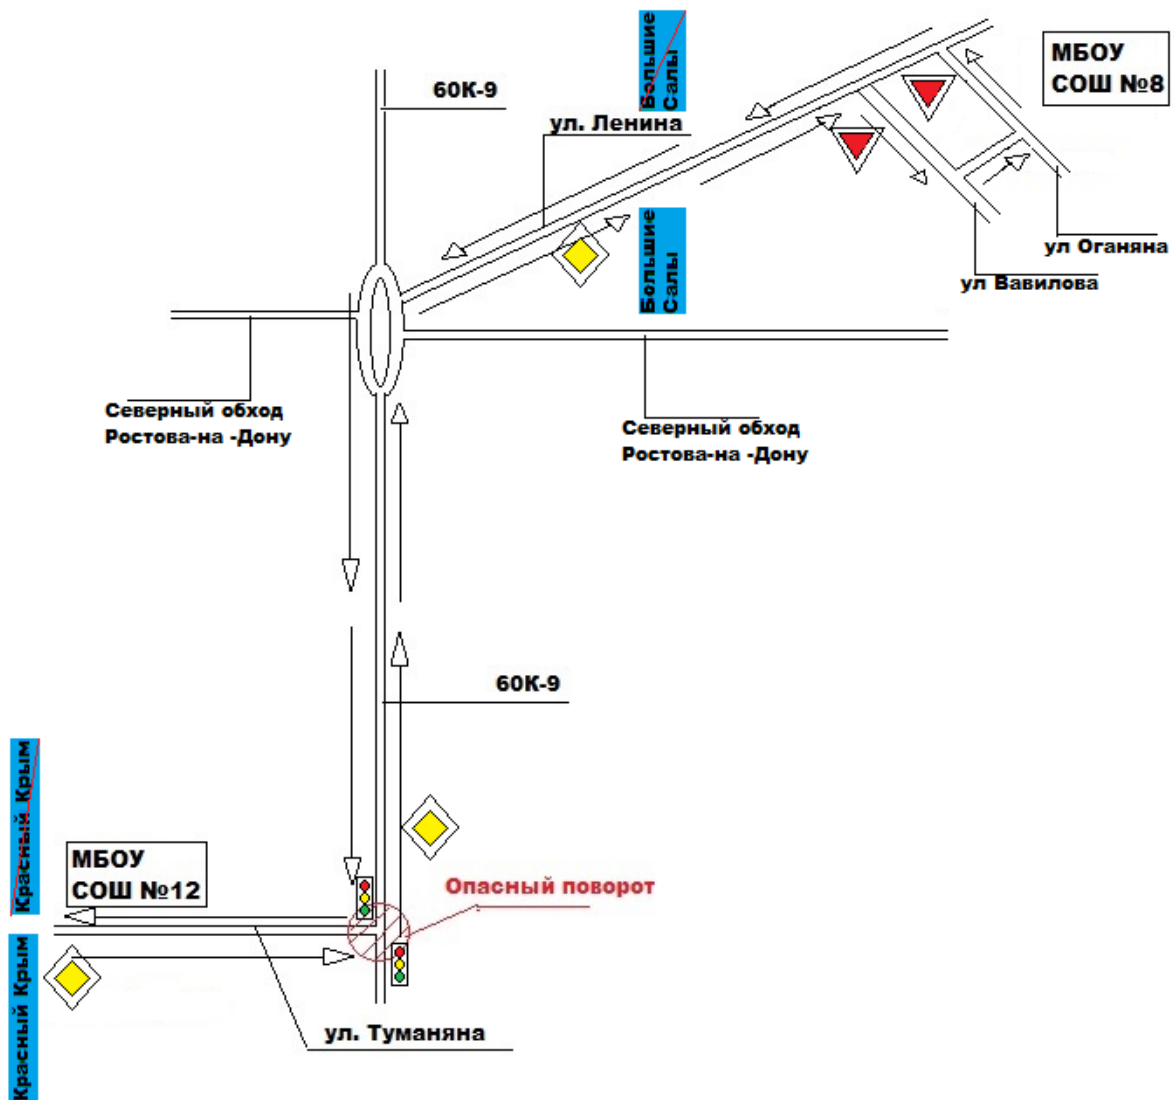 Большие
Салы
МБОУ
СОШ №8
60К-9
ул. Ленина
Большие
Салы
ул Оганяна
ул Вавилова
Северный обход
Ростова-на -Дону
Северный обход
Ростова-на -Дону
60К-9
Красный Крым
МБОУ
СОШ №12
Опасный поворот
Красный Крым
ул. Туманяна